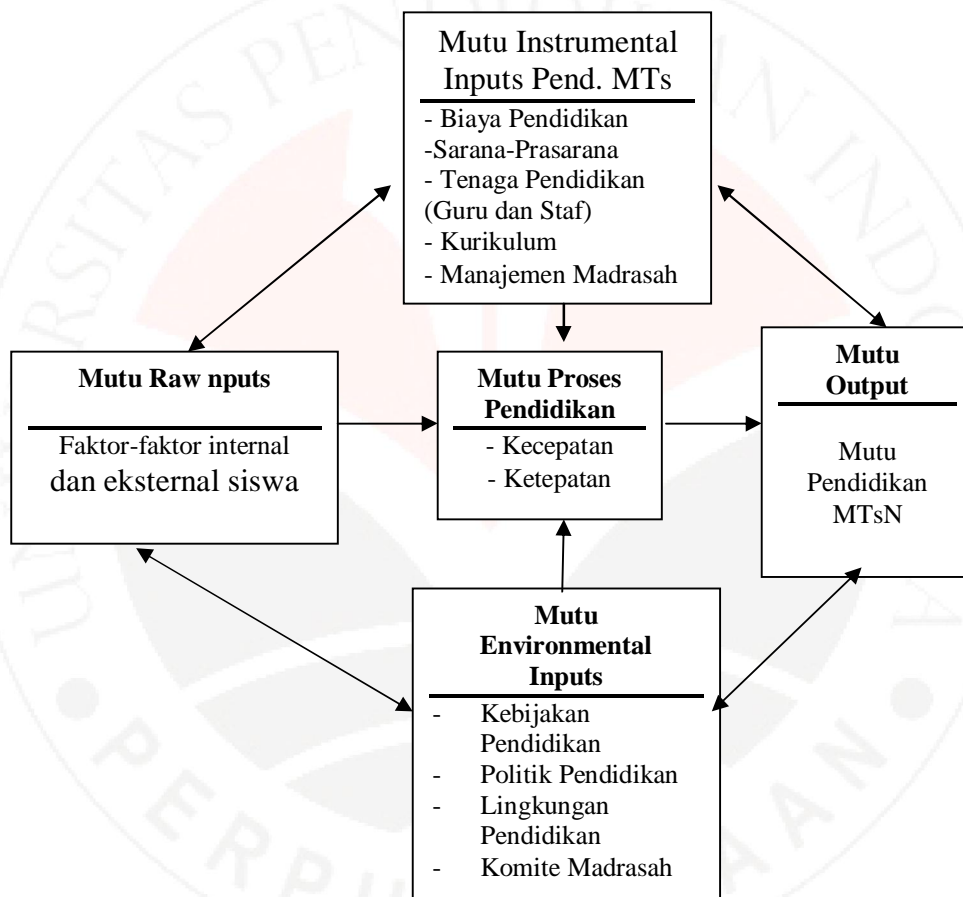 Mutu Instrumental
Inputs Pend. MTs
- Biaya Pendidikan
-Sarana-Prasarana
- Tenaga Pendidikan
(Guru dan Staf)
- Kurikulum
- Manajemen Madrasah
Mutu Raw nputs
Faktor-faktor internal
dan eksternal siswa
Mutu Proses
Pendidikan
- Kecepatan
- Ketepatan
Mutu
Output
Mutu
Pendidikan
MTsN
Mutu
Environmental
Inputs
- Kebijakan
Pendidikan
- Politik Pendidikan
- Lingkungan
Pendidikan
- Komite Madrasah